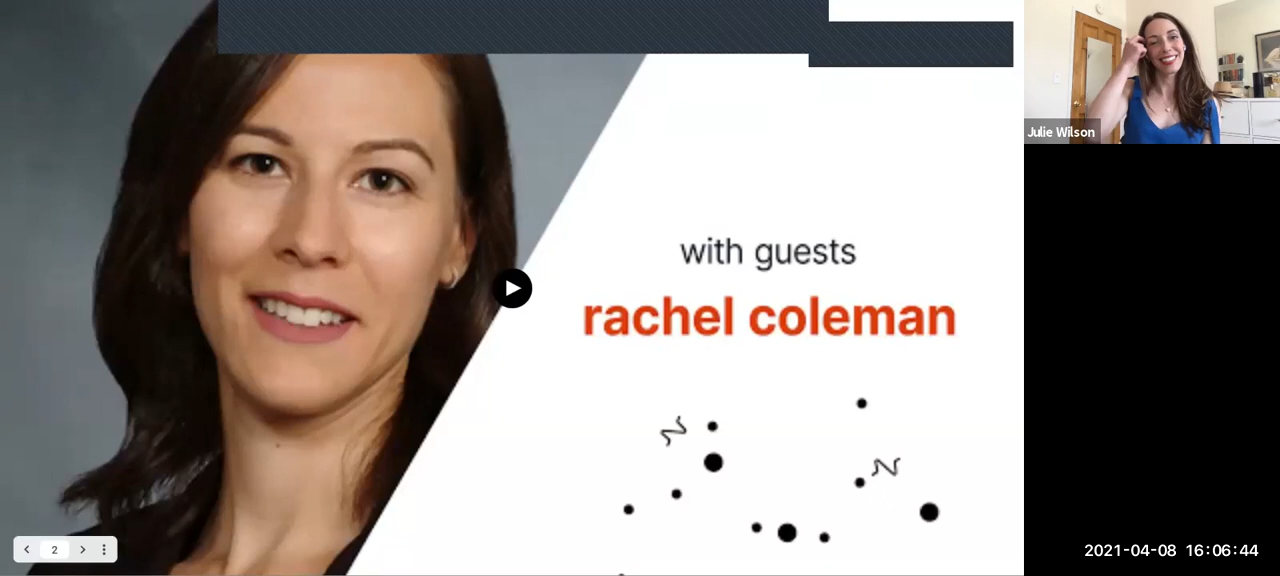 with guests
rachel coleman
Julie Wilson
2
2021-04-08 16:06:44